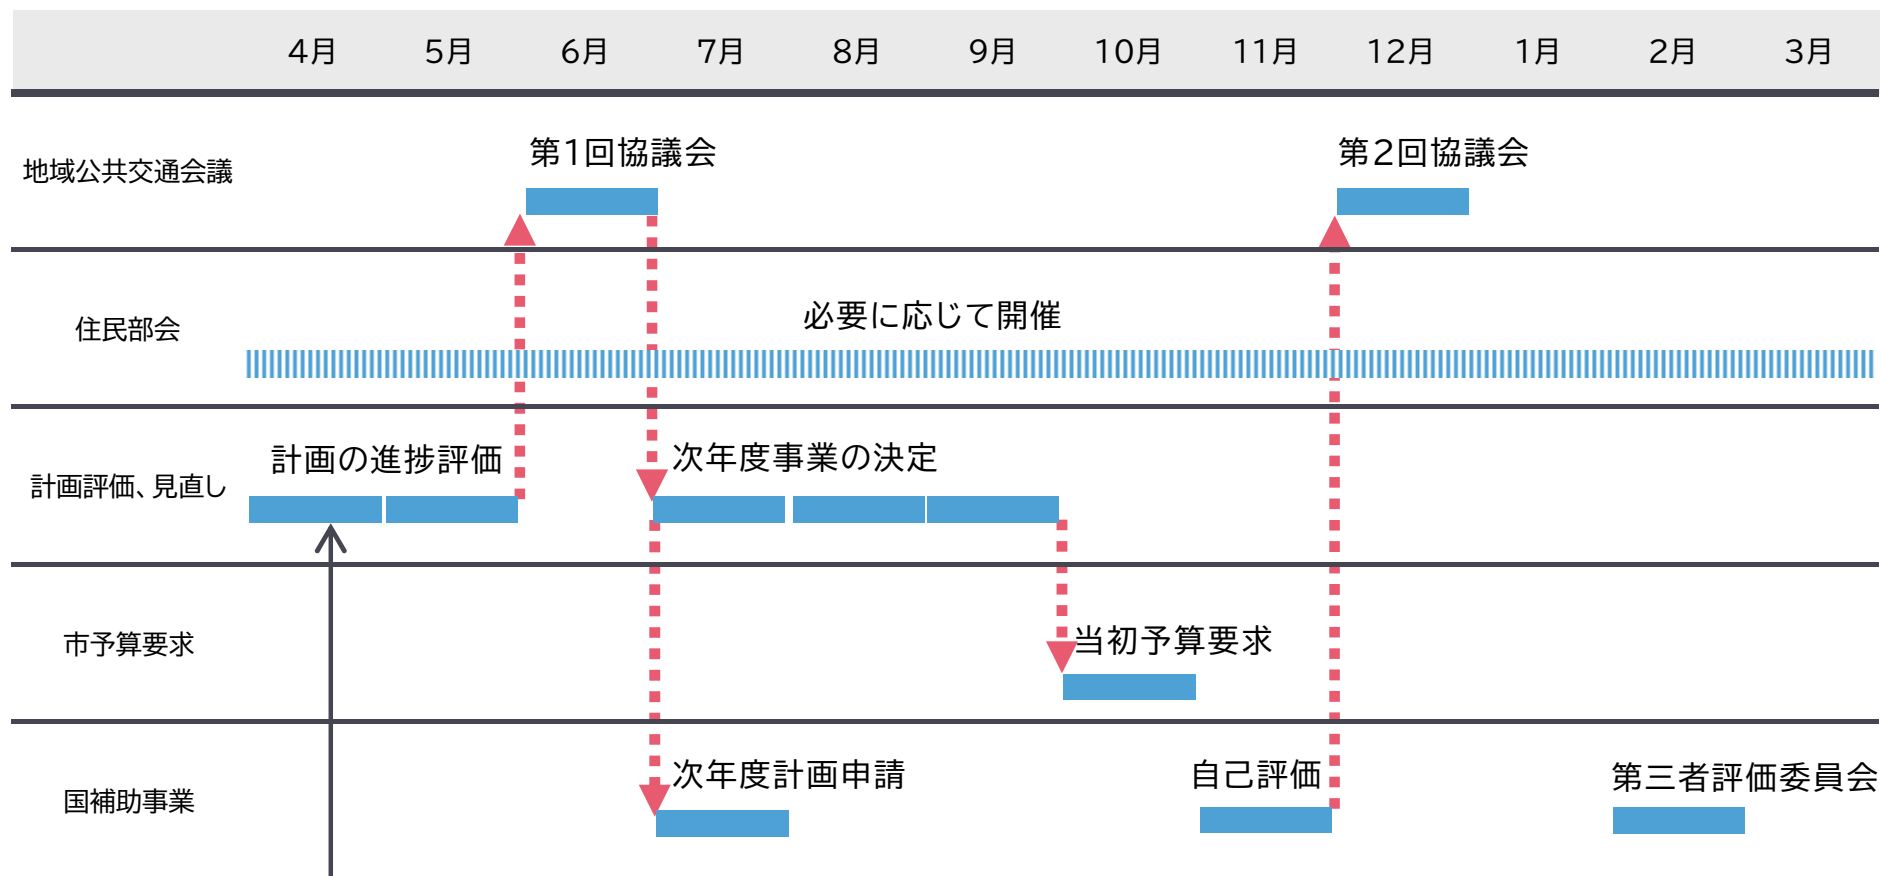 4月 5月 6月 7月 8月 9月 10月 11月 12月 1月 2月 3月
地域公共交通会議
第1回協議会
第2回協議会
住民部会
必要に応じて開催
計画評価、見直し
計画の進捗評価
次年度事業の決定
市予算要求
当初予算要求
国補助事業
次年度計画申請
自己評価
第三者評価委員会